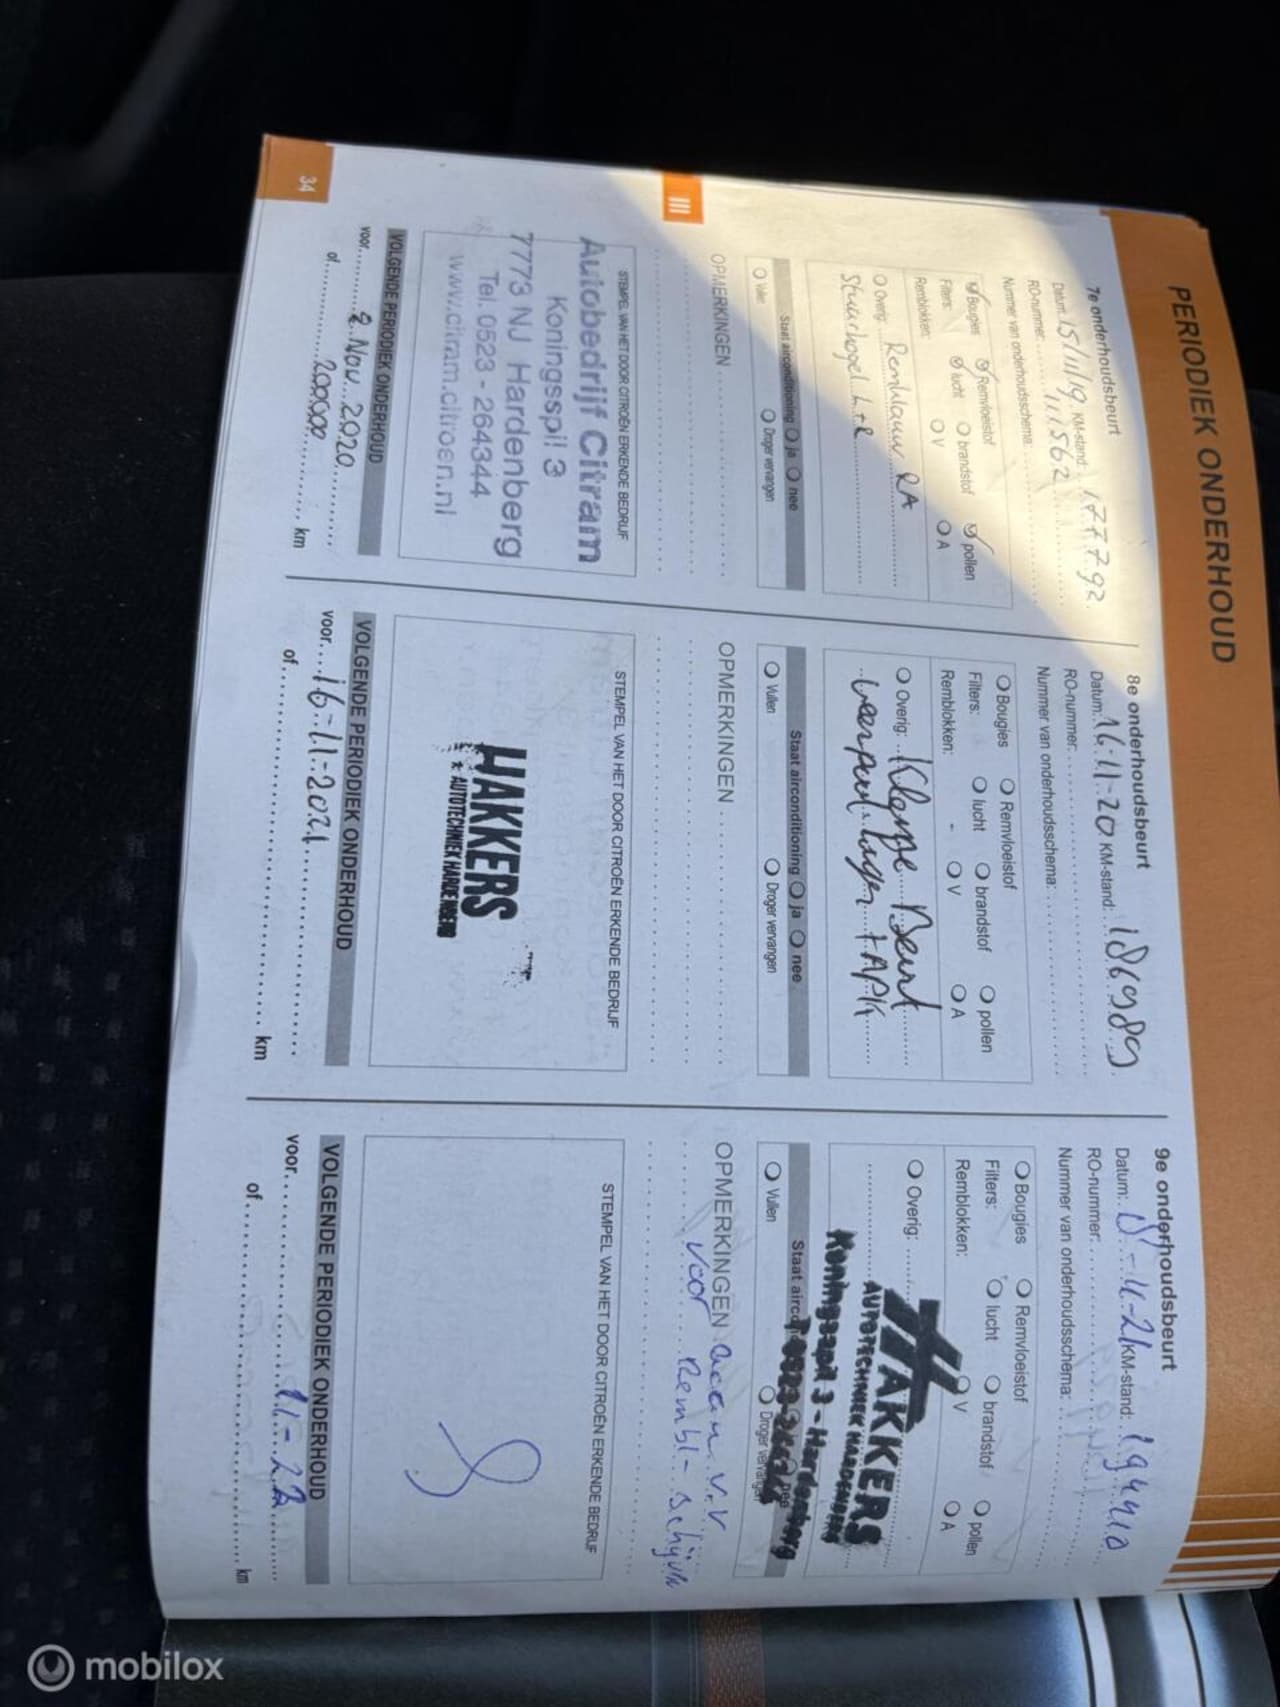 PERIODIEK ONDERHOUD
7e onderhoudsbeurt
Datum: 15/11/19 KM-stand: 177792
RO-nummer: 111562
Nummer van onderhoudsschema:
Bougies Remvloeistof
Filters: lucht brandstof pollen
Remblokken: V A
Overig: Remklauw RA
Stuurkogel L+R
Staat airconditioning ja nee
Vullen Droger vervangen
OPMERKINGEN
III
STEMPEL VAN HET DOOR CITROËN ERKENDE BEDRIJF
Autobedrijf Citram
Koningsspil 3
7773 NJ Hardenberg
Tel. 0523 - 264344
www.citram.citroen.nl
VOLGENDE PERIODIEK ONDERHOUD
voor 2 Nov 2020
of 200000 km
34
8e onderhoudsbeurt
Datum: 16-11-20 KM-stand: 186989
RO-nummer:
Nummer van onderhoudsschema:
Bougies Remvloeistof
Filters: lucht brandstof pollen
Remblokken: V A
Overig: Kleine Beurt
+ APK
Staat airconditioning ja nee
Vullen Droger vervangen
OPMERKINGEN
STEMPEL VAN HET DOOR CITROËN ERKENDE BEDRIJF
HAKKERS
AUTOTECHNIEK HARDENBERG
VOLGENDE PERIODIEK ONDERHOUD
voor 16-11-2021
of km
9e onderhoudsbeurt
Datum: -11-21 KM-stand: 194410
RO-nummer:
Nummer van onderhoudsschema:
Bougies Remvloeistof
Filters: lucht brandstof pollen
Remblokken: V A
Overig:
HAKKERS
AUTOTECHNIEK HARDENBERG
Koningsspil 3 - Hardenberg
Staat nee
Vullen Droger vervangen
OPMERKINGEN v.v
voor Rembl- schijven
STEMPEL VAN HET DOOR CITROËN ERKENDE BEDRIJF
VOLGENDE PERIODIEK ONDERHOUD
voor 11-22
of km
mobilox